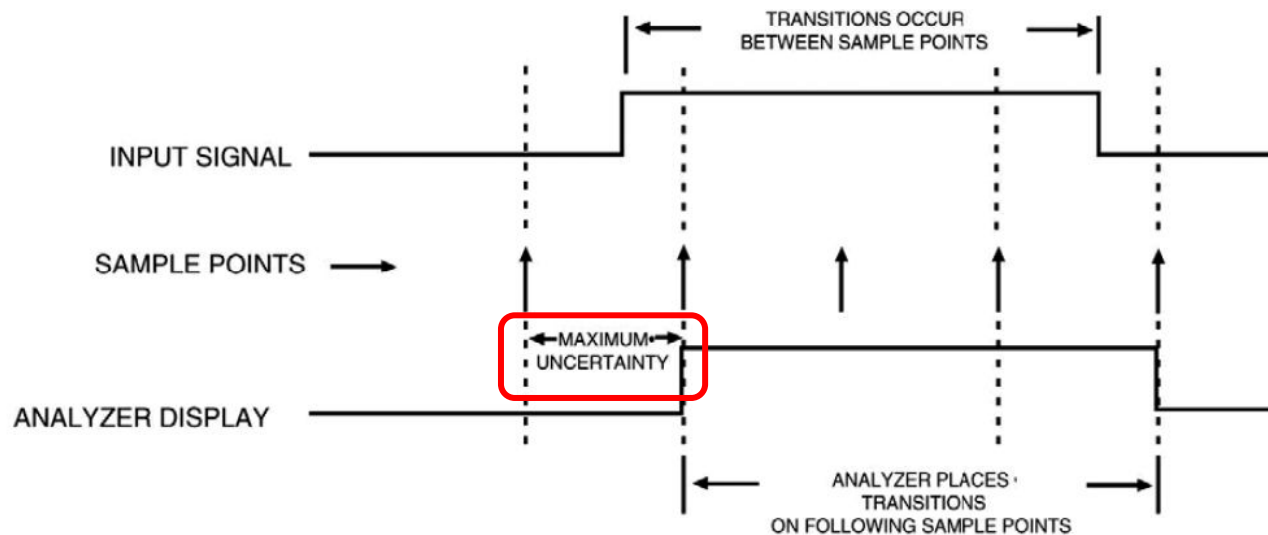 TRANSITIONS OCCUR
BETWEEN SAMPLE POINTS
INPUT SIGNAL
SAMPLE POINTS
MAXIMUM
UNCERTAINTY
ANALYZER DISPLAY
ANALYZER PLACES
TRANSITIONS
ON FOLLOWING SAMPLE POINTS